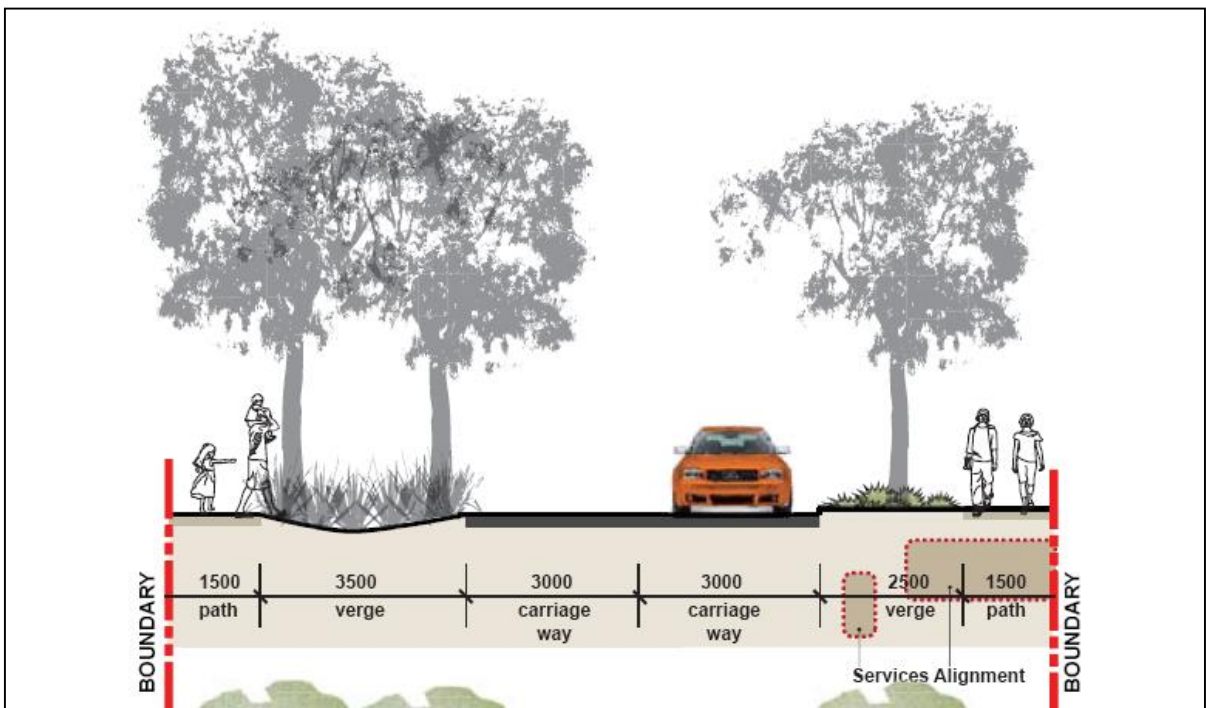 BOUNDARY
1500 3500 3000 3000 2500 1500
path verge carriage carriage verge path
way way
Services Alignment
BOUNDARY